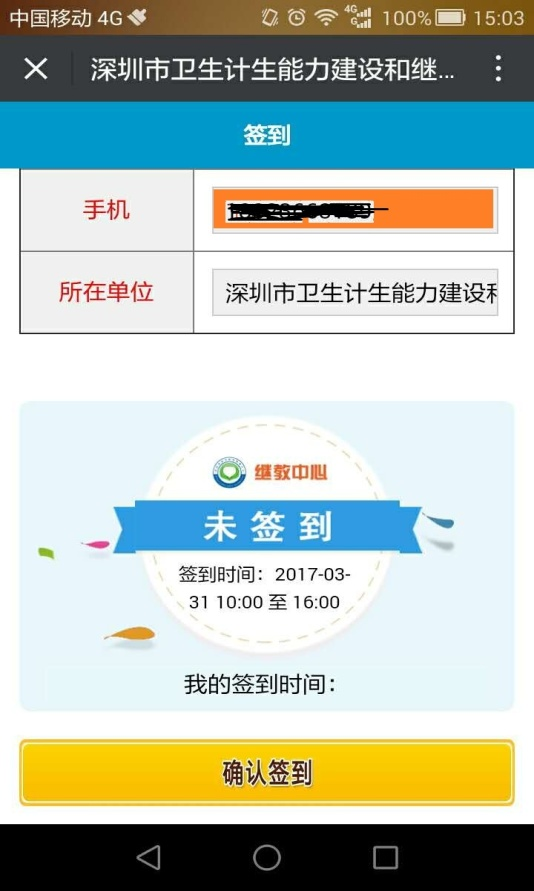 中国移动 4G
4G
G
100%
15:03
深圳市卫生计生能力建设和继...
签到
手机
所在单位
深圳市卫生计生能力建设和
继教中心
未签到
签到时间：2017-03-
31 10:00 至 16:00
我的签到时间：
确认签到